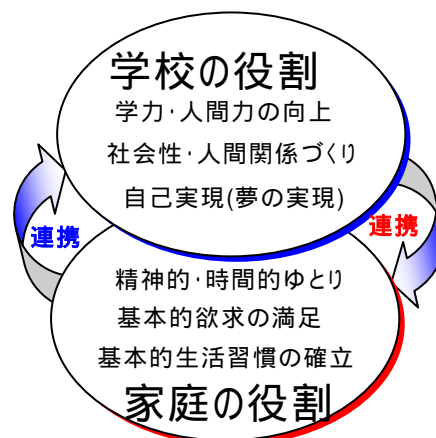 学校の役割
学力･人間力の向上
社会性･人間関係づくり
自己実現(夢の実現)
連携
連携
精神的･時間的ゆとり
基本的欲求の満足
基本的生活習慣の確立
家庭の役割